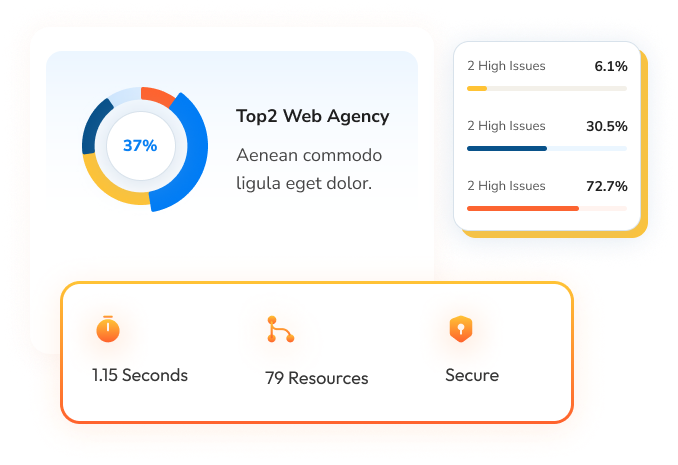 37%
Top2 Web Agency
Aenean commodo
ligula eget dolor.
2 High Issues 6.1%
2 High Issues 30.5%
2 High Issues 72.7%
1.15 Seconds
79 Resources
Secure